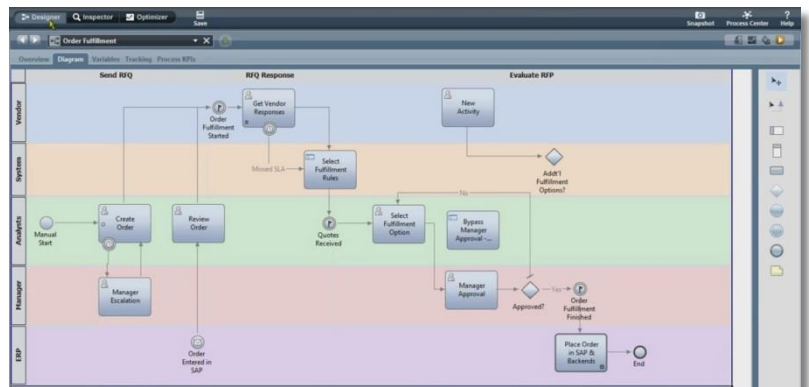 Designer Inspector Optimizer Save Snapshot Process Center Help
Order Fulfillment
Overview Diagram Variables Tracking Process KPIs
Send RFQ RFQ Response Evaluate RFP
Vendor
Order
Fulfillment
Started
Get Vendor
Responses
New
Activity
System
Missed SLA
Select
Fulfillment
Rules
Addt'l
Fulfillment
Options?
Analysts
Manual
Start
Create
Order
Review
Order
Quotes
Received
Select
Fulfillment
Option
Bypass
Manager
Approval -...
No
Manager
Manager
Escalation
Manager
Approval
Approved?
Yes
Order
Fulfillment
Finished
ERP
Order
Entered in
SAP
Place Order
in SAP &
Backends
End